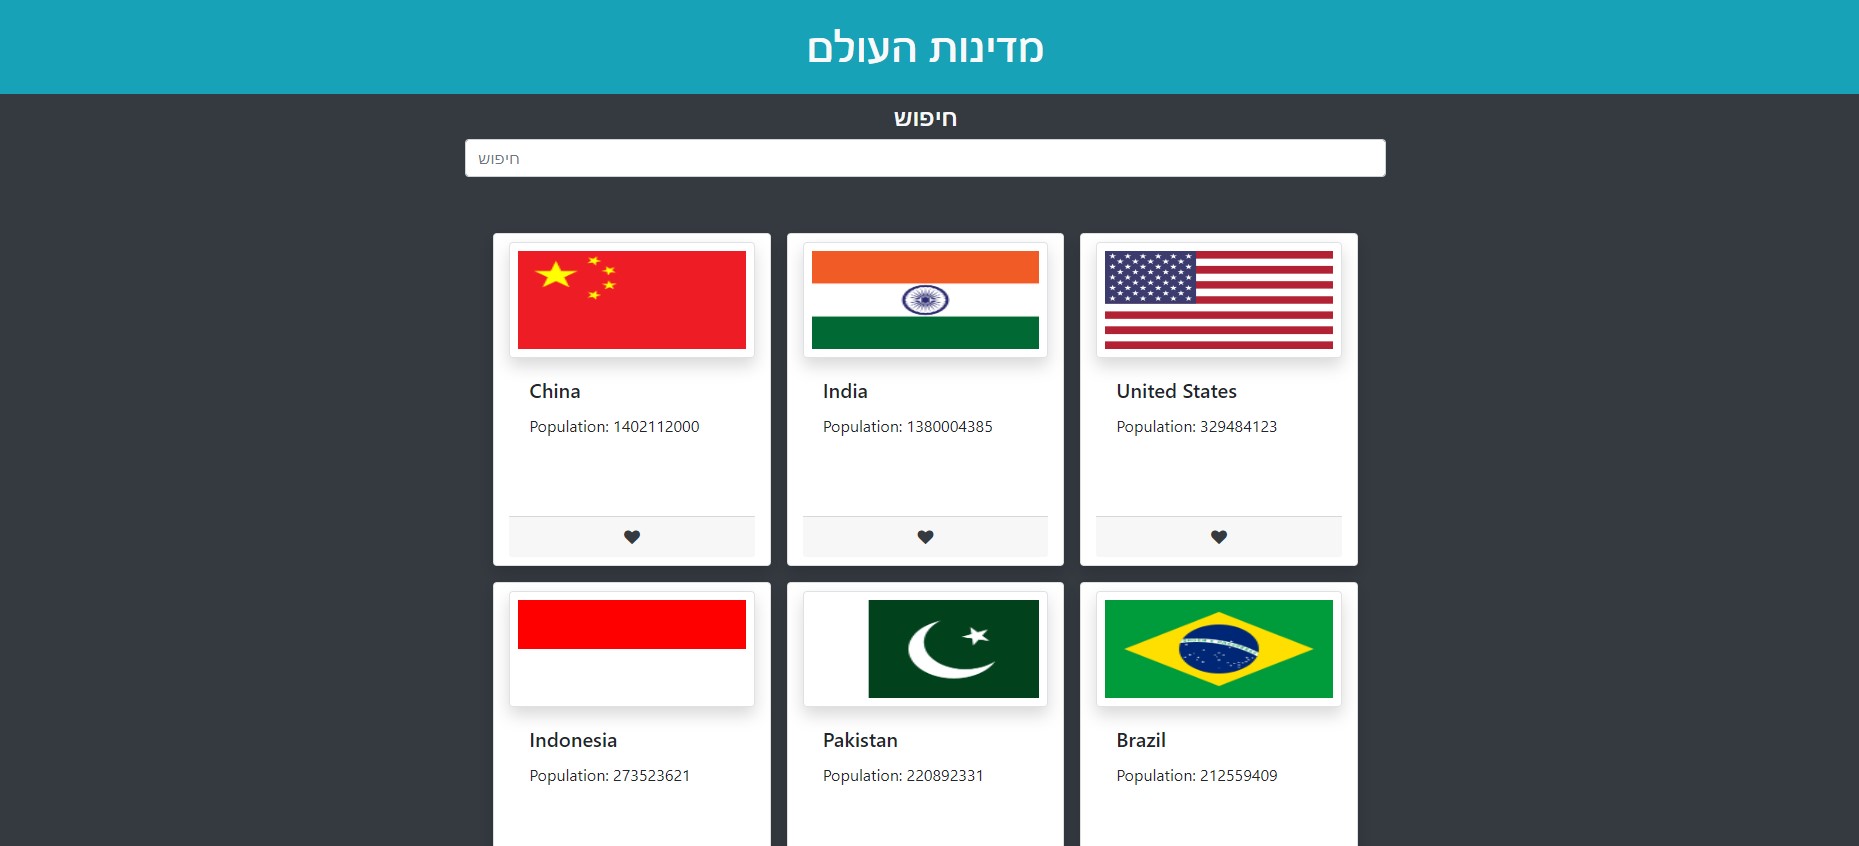 מדינות העולם
חיפוש
חיפוש
China
Population: 1402112000
India
Population: 1380004385
United States
Population: 329484123
Indonesia
Population: 273523621
Pakistan
Population: 220892331
Brazil
Population: 212559409